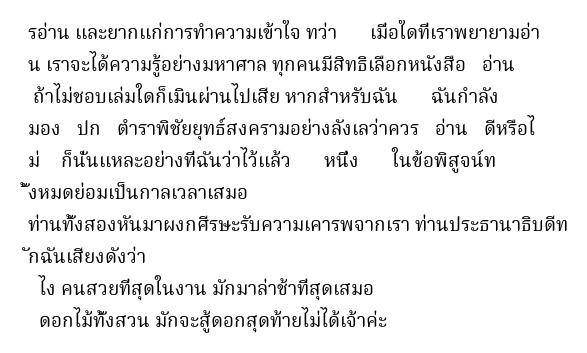 รอ่าน และยากแก่การทำความเข้าใจ ทว่า เมื่อใดที่เราพยายามอ่า
น เราจะได้ความรู้อย่างมหาศาล ทุกคนมีสิทธิเลือกหนังสือ อ่าน
ถ้าไม่ชอบเล่มใดก็เมินผ่านไปเสีย หากสำหรับฉัน ฉันกำลัง
มอง ปก ตำราพิชัยยุทธ์สงครามอย่างลังเลว่าควร อ่าน ดีหรือไ
ม่ ก็นั่นแหละอย่างที่ฉันว่าไว้แล้ว หนึ่ง ในข้อพิสูจน์ท
ั้งหมดย่อมเป็นกาลเวลาเสมอ
ท่านทั้งสองหันมาผงกศีรษะรับความเคารพจากเรา ท่านประธานาธิบดีท
ักฉันเสียงดังว่า
ไง คนสวยที่สุดในงาน มักมาล่าช้าที่สุดเสมอ
ดอกไม้ทั้งสวน มักจะสู้ดอกสุดท้ายไม่ได้เจ้าค่ะ